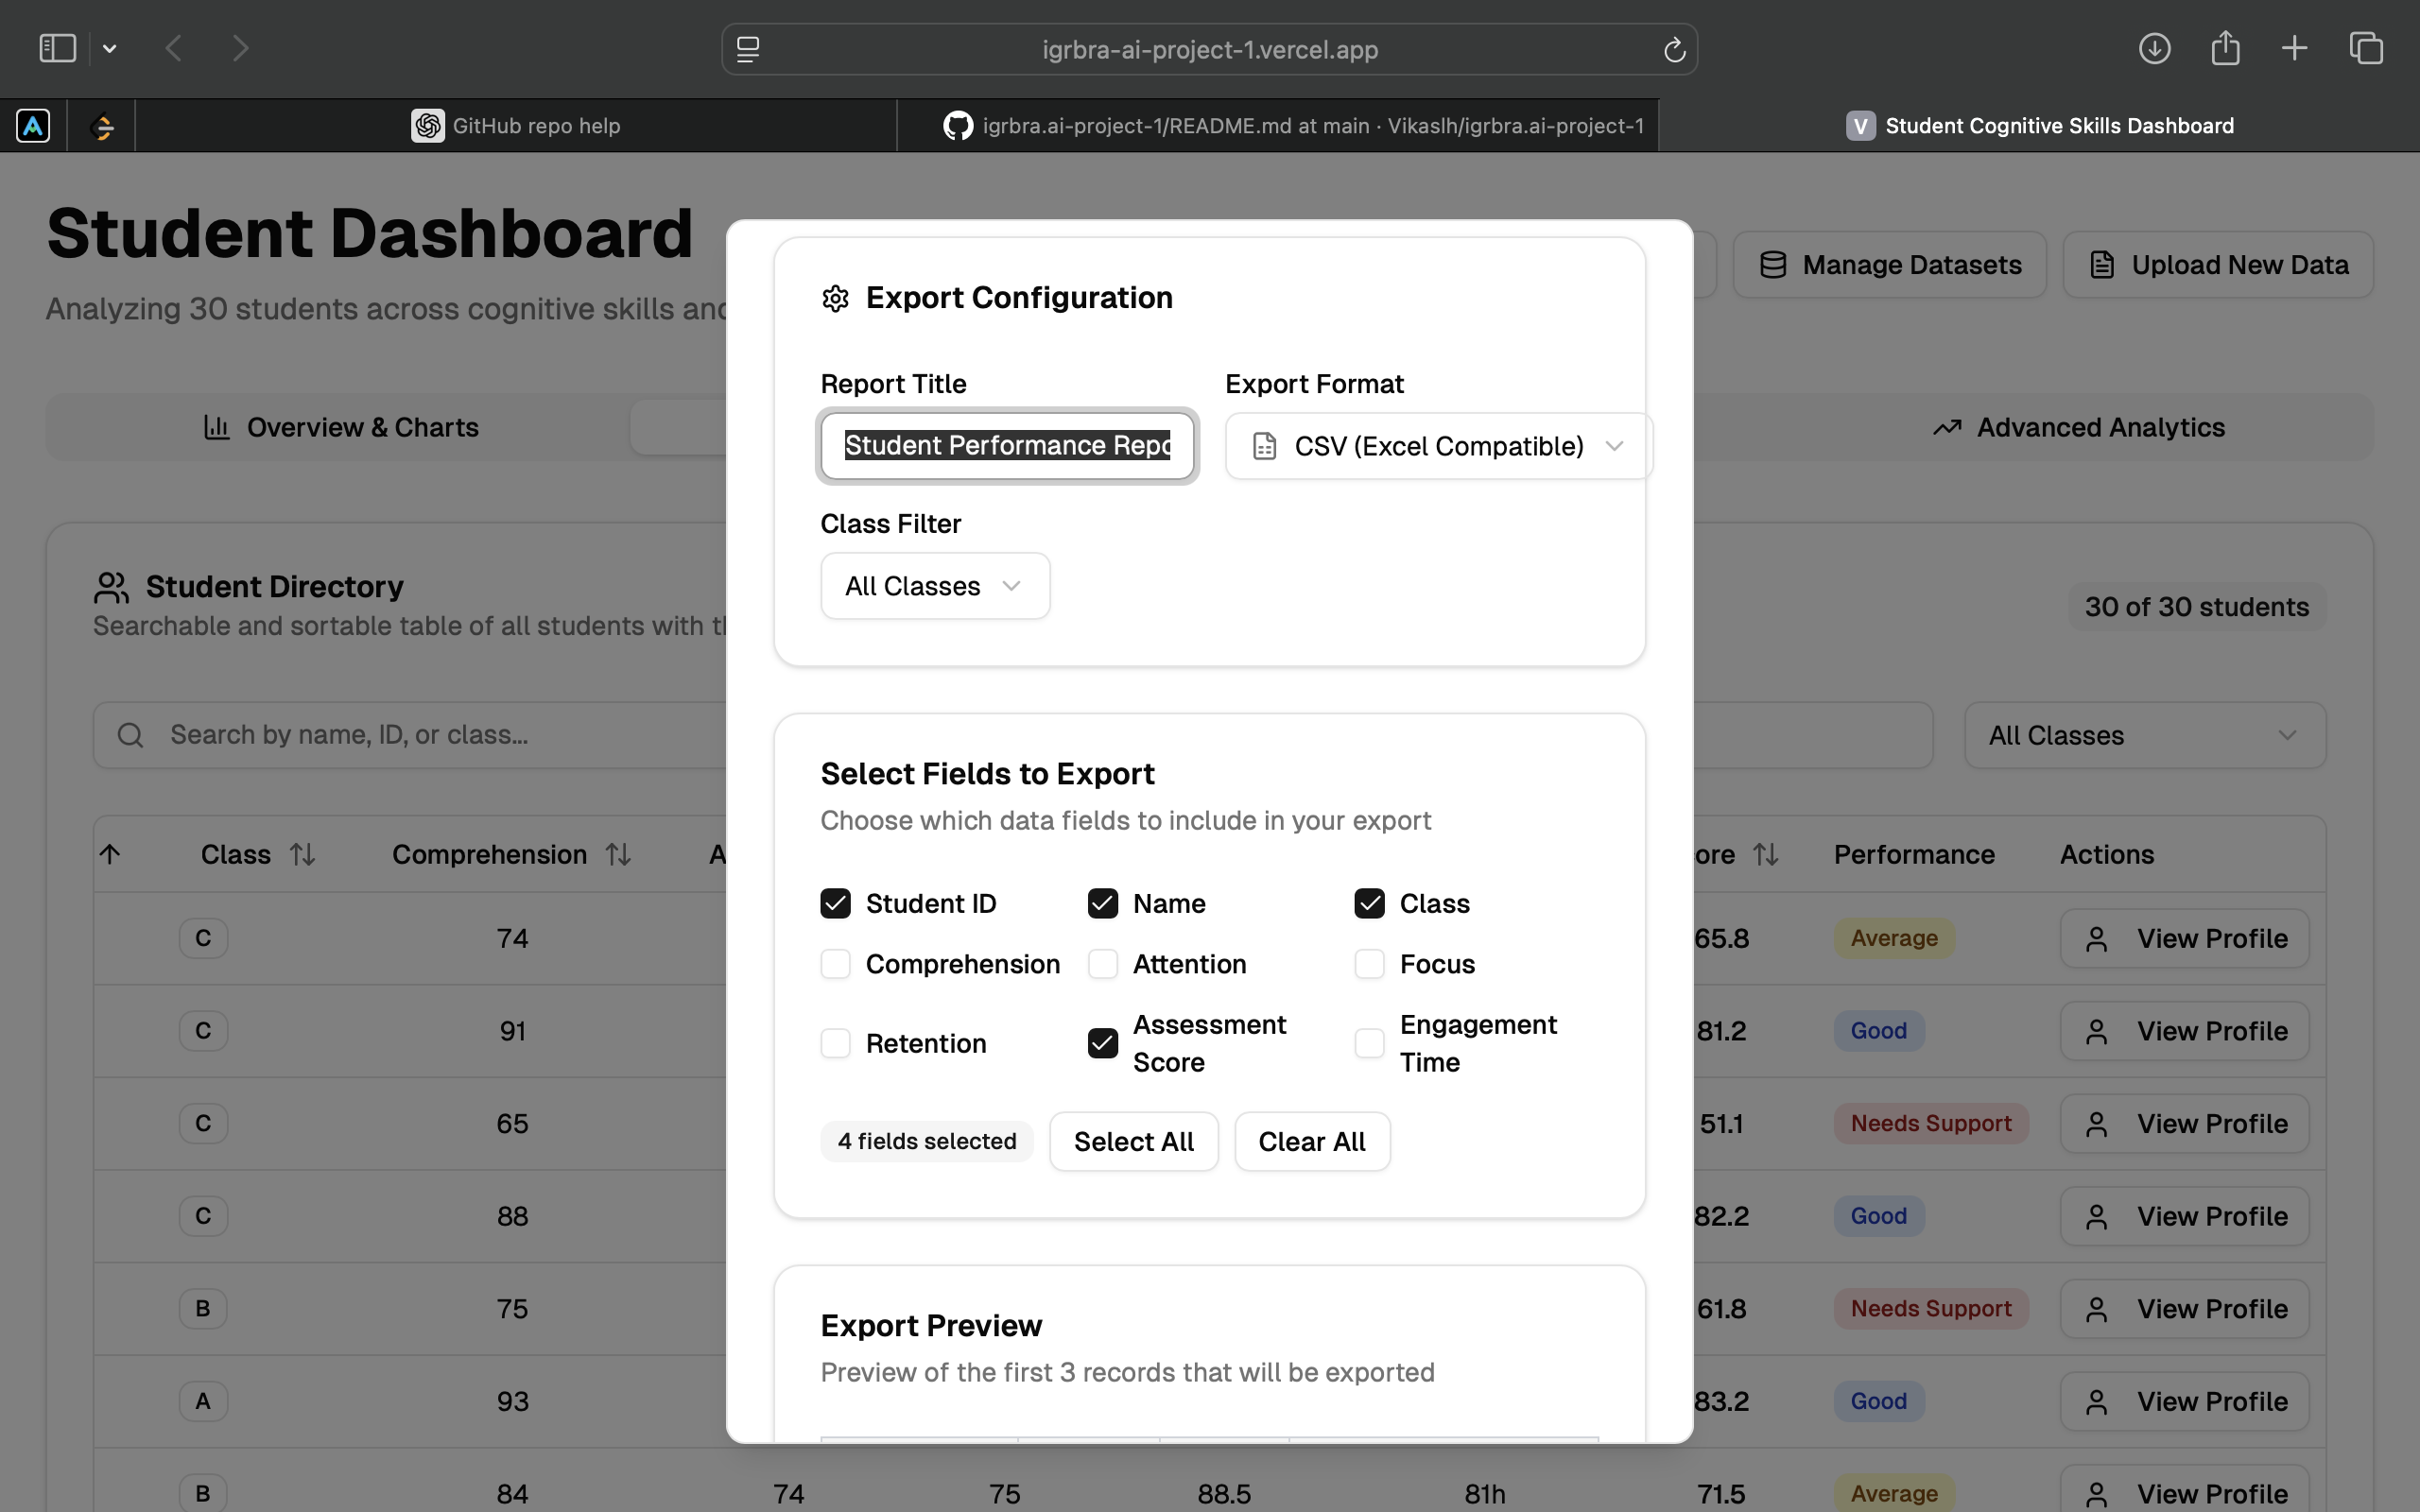 igrbra-ai-project-1.vercel.app
GitHub repo help
igrbra.ai-project-1/README.md at main · Vikaslh/igrbra.ai-project-1
V Student Cognitive Skills Dashboard
Student Dashboard
Analyzing 30 students across cognitive skills
Manage Datasets
Upload New Data
Overview & Charts
Advanced Analytics
Student Directory
Searchable and sortable table of all students with
30 of 30 students
Search by name, ID, or class...
All Classes
Class Comprehension Performance Actions
C 74 65.8 Average View Profile
C 91 81.2 Good View Profile
C 65 51.1 Needs Support View Profile
C 88 82.2 Good View Profile
B 75 61.8 Needs Support View Profile
A 93 83.2 Good View Profile
B 84 74 75 88.5 81h 71.5 Average View Profile
Export Configuration
Report Title
Export Format
Student Performance Repo
CSV (Excel Compatible)
Class Filter
All Classes
Select Fields to Export
Choose which data fields to include in your export
Student ID Name Class
Comprehension Attention Focus
Retention
Assessment
Score
Engagement
Time
4 fields selected Select All Clear All
Export Preview
Preview of the first 3 records that will be exported